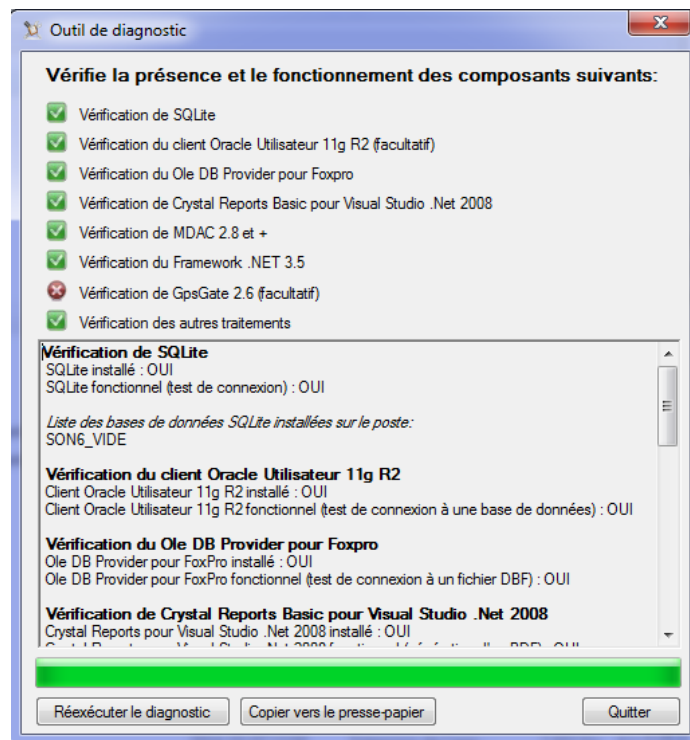 Outil de diagnostic
Vérifie la présence et le fonctionnement des composants suivants:
Vérification de SQLite
Vérification du client Oracle Utilisateur 11g R2 (facultatif)
Vérification du Ole DB Provider pour Foxpro
Vérification de Crystal Reports Basic pour Visual Studio .Net 2008
Vérification de MDAC 2.8 et +
Vérification du Framework .NET 3.5
Vérification de GpsGate 2.6 (facultatif)
Vérification des autres traitements
Vérification de SQLite
SQLite installé : OUI
SQLite fonctionnel (test de connexion) : OUI
Liste des bases de données SQLite installées sur le poste:
SON6_VIDE
Vérification du client Oracle Utilisateur 11g R2
Client Oracle Utilisateur 11g R2 installé : OUI
Client Oracle Utilisateur 11g R2 fonctionnel (test de connexion à une base de données) : OUI
Vérification du Ole DB Provider pour Foxpro
Ole DB Provider pour FoxPro installé : OUI
Ole DB Provider pour FoxPro fonctionnel (test de connexion à un fichier DBF) : OUI
Vérification de Crystal Reports Basic pour Visual Studio .Net 2008
Crystal Reports pour Visual Studio .Net 2008 installé : OUI
Réexécuter le diagnostic
Copier vers le presse-papier
Quitter